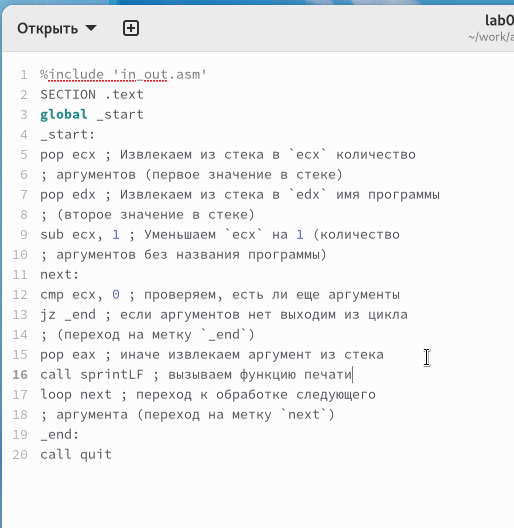 Открыть
lab0
~/work/a
1 %include 'in_out.asm'
2 SECTION .text
3 global _start
4 _start:
5 pop ecx ; Извлекаем из стека в `ecx` количество
6 ; аргументов (первое значение в стеке)
7 pop edx ; Извлекаем из стека в `edx` имя программы
8 ; (второе значение в стеке)
9 sub ecx, 1 ; Уменьшаем `ecx` на 1 (количество
10 ; аргументов без названия программы)
11 next:
12 cmp ecx, 0 ; проверяем, есть ли еще аргументы
13 jz _end ; если аргументов нет выходим из цикла
14 ; (переход на метку `_end`)
15 pop eax ; иначе извлекаем аргумент из стека
16 call sprintLF ; вызываем функцию печати
17 loop next ; переход к обработке следующего
18 ; аргумента (переход на метку `next`)
19 _end:
20 call quit